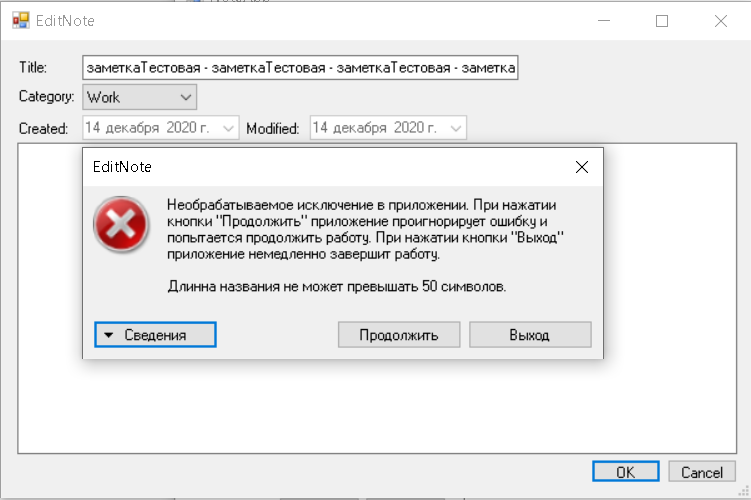 EditNote
Title: заметкаТестовая - заметкаТестовая - заметкаТестовая - заметка
Category: Work
Created: 14 декабря 2020 г. Modified: 14 декабря 2020 г.
EditNote
Необрабатываемое исключение в приложении. При нажатии
кнопки "Продолжить" приложение проигнорирует ошибку и
попытается продолжить работу. При нажатии кнопки "Выход"
приложение немедленно завершит работу.
Длинна названия не может превышать 50 символов.
Сведения Продолжить Выход
OK Cancel